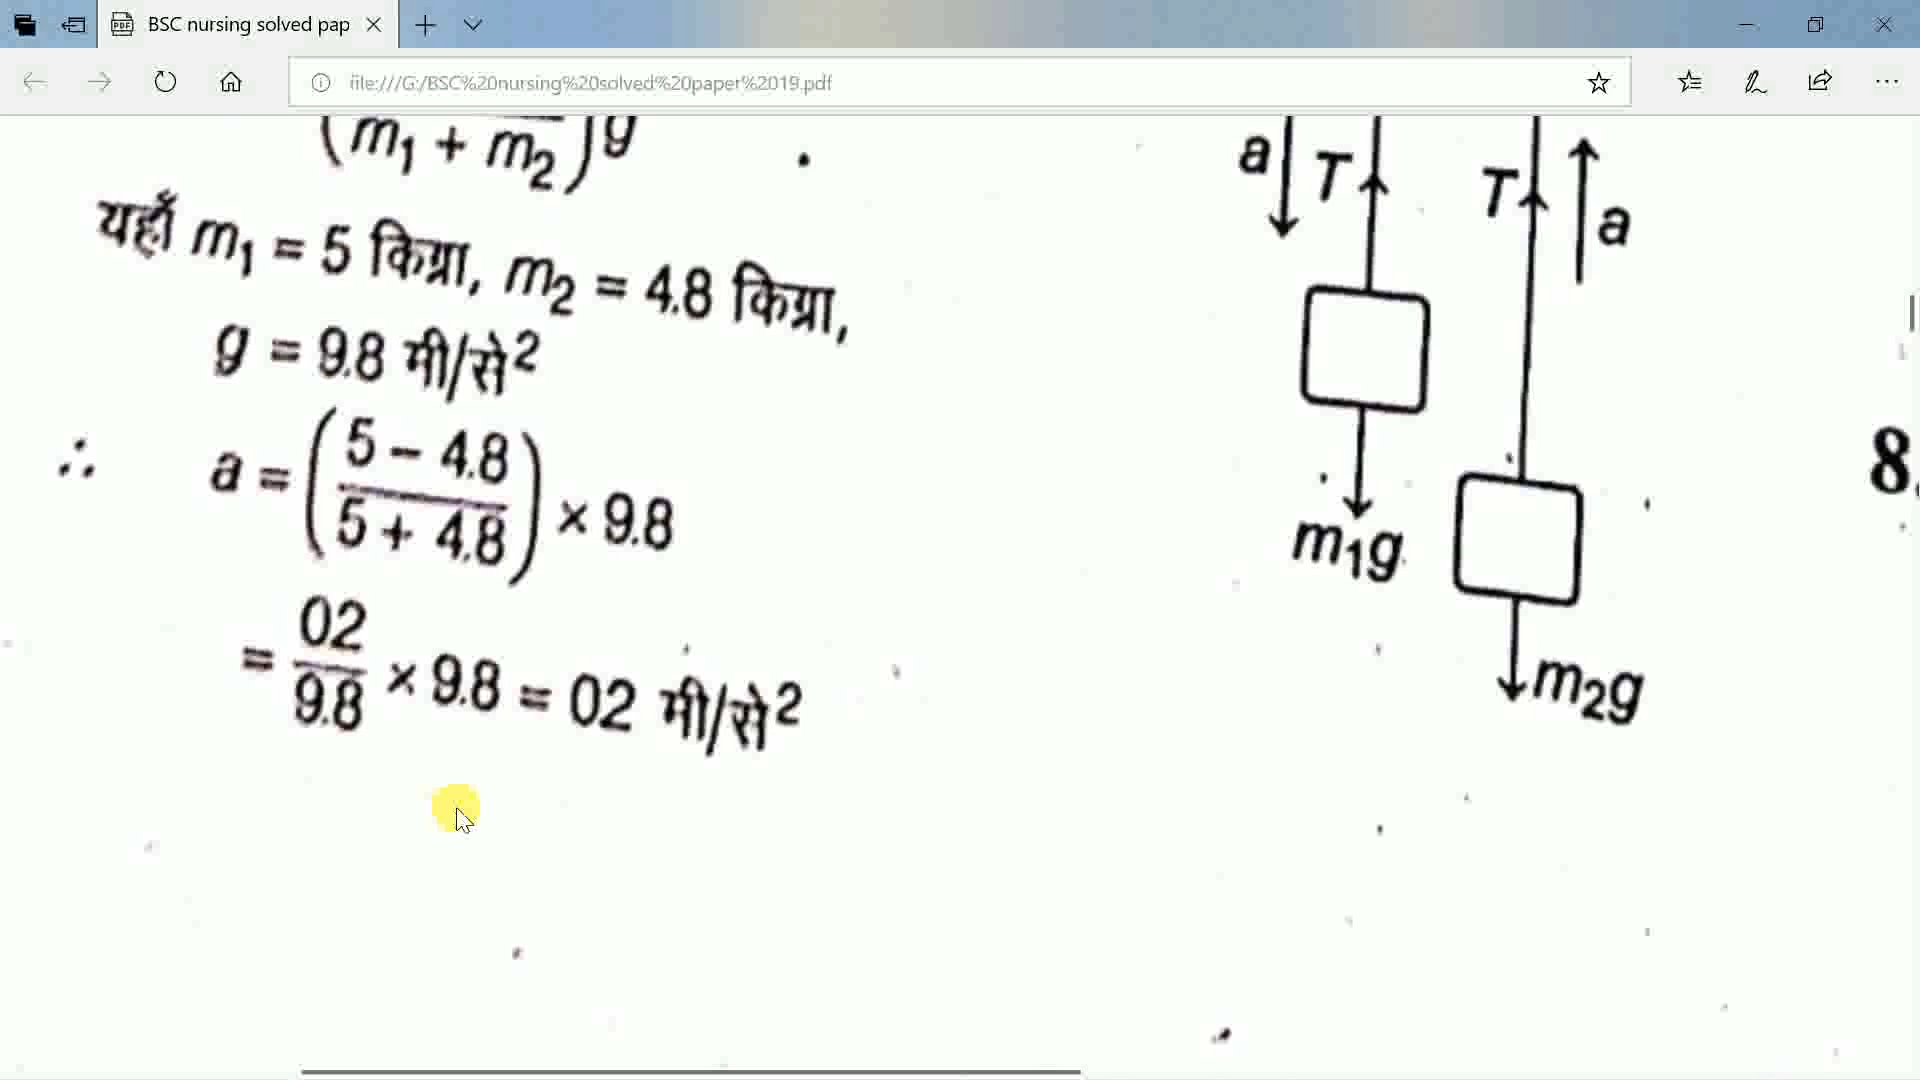 BSC nursing solved pap
file:///G:/BSC%20nursing%20solved%20paper%2019.pdf
(m₁ + m₂)g
यहाँ m₁ = 5 किग्रा, m₂ = 4.8 किग्रा,
g = 9.8 मी/से²
∴ a = (5 − 4.8 / 5 + 4.8) × 9.8
= 02 / 9.8 × 9.8 = 02 मी/से²
a T T a
m₁g
m₂g
8.